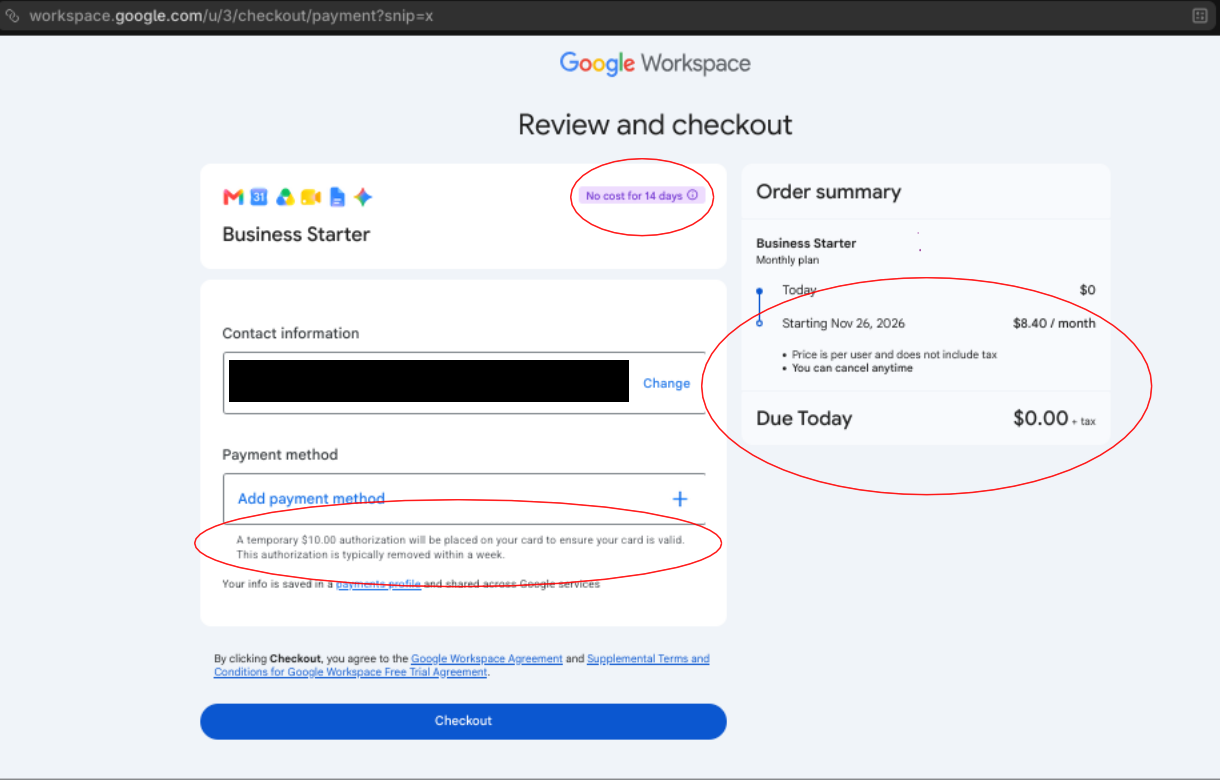 workspace.google.com/u/3/checkout/payment?snip=x
Google Workspace
Review and checkout
31
No cost for 14 days
Business Starter
Contact information
Change
Payment method
Add payment method +
A temporary $10.00 authorization will be placed on your card to ensure your card is valid.
This authorization is typically removed within a week.
Your info is saved in a payments profile and shared across Google services
By clicking Checkout, you agree to the Google Workspace Agreement and Supplemental Terms and
Conditions for Google Workspace Free Trial Agreement.
Checkout
Order summary
Business Starter
Monthly plan
Today $0
Starting Nov 26, 2026 $8.40 / month
• Price is per user and does not include tax
• You can cancel anytime
Due Today $0.00 + tax